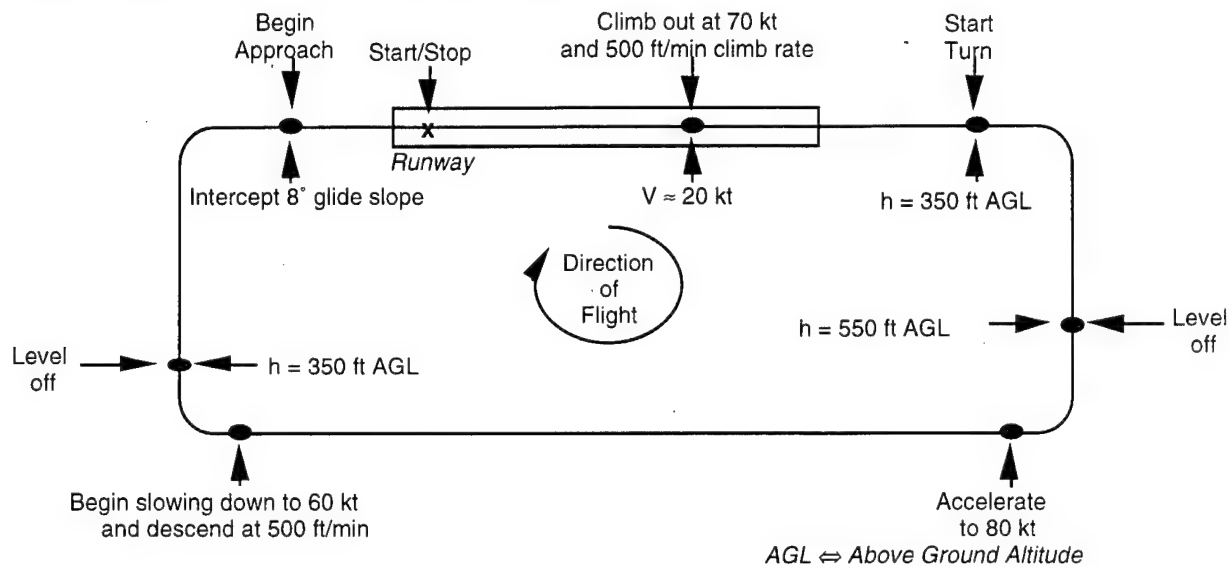 Begin
Approach
Start/Stop
Climb out at 70 kt
and 500 ft/min climb rate
Start
Turn
x
Runway
Intercept 8° glide slope
V ≈ 20 kt
h = 350 ft AGL
Direction
of
Flight
h = 550 ft AGL
Level
off
Level
off
h = 350 ft AGL
Begin slowing down to 60 kt
and descend at 500 ft/min
Accelerate
to 80 kt
AGL ⇔ Above Ground Altitude